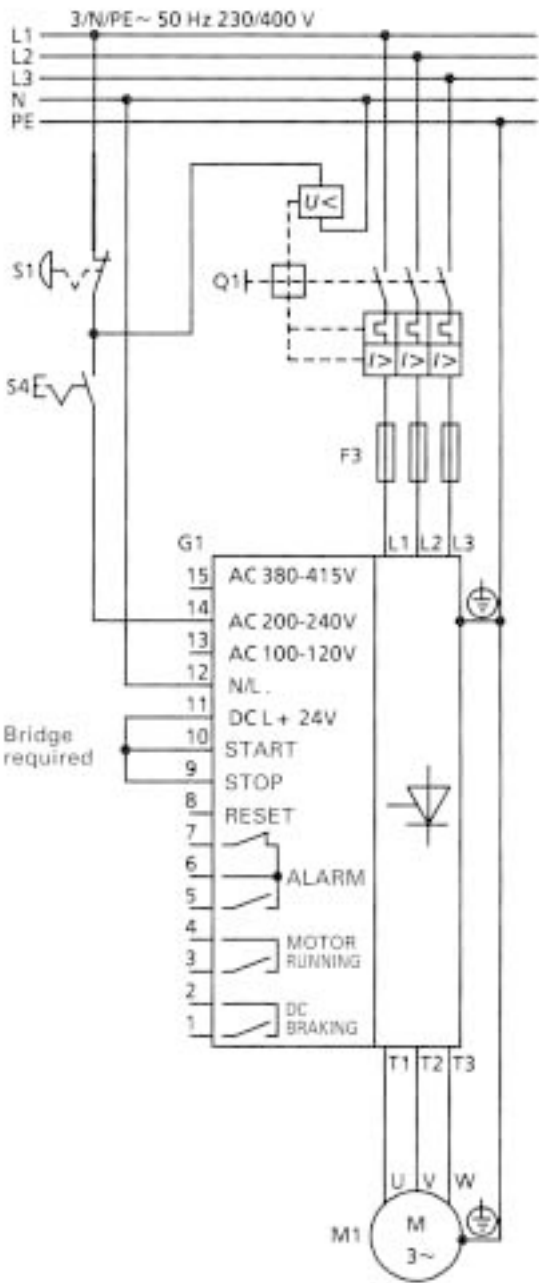 3/N/PE~ 50 Hz 230/400 V
L1
L2
L3
N
PE
U<
S1
Q1
S4
I> I> I>
F3
G1
L1 L2 L3
15 AC 380-415V
14 AC 200-240V
13 AC 100-120V
12 N/L.
11 DC L + 24V
Bridge
required
10 START
9 STOP
8 RESET
7
6 ALARM
5
4 MOTOR
3 RUNNING
2 DC
1 BRAKING
T1 T2 T3
U V W
M1
M
3~